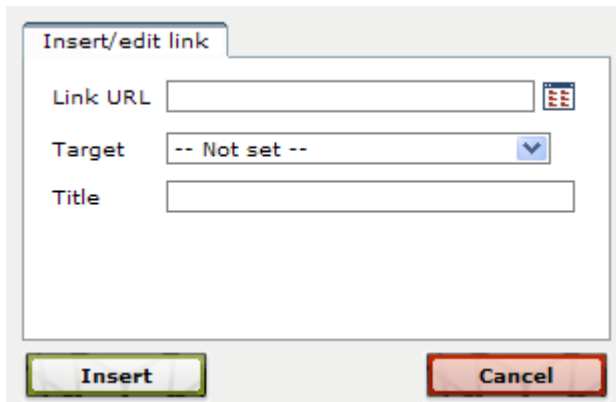 Insert/edit link
Link URL
Target -- Not set --
Title
Insert Cancel